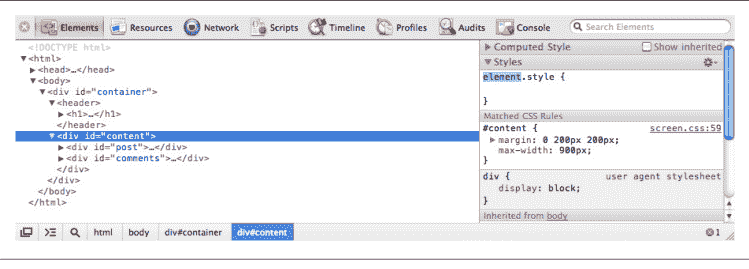 Elements Resources Network Scripts Timeline Profiles Audits Console Search Elements
<!DOCTYPE html>
▼<html>
▶<head>…</head>
▼<body>
▼<div id="container">
▼<header>
▶<h1>…</h1>
</header>
▼<div id="content">
▶<div id="post">…</div>
▶<div id="comments">…</div>
</div>
</div>
</body>
</html>
▶ Computed Style Show inherited
▼ Styles
element.style {
}
Matched CSS Rules
#content { screen.css:59
▶ margin: 0 200px 200px;
max-width: 900px;
}
div { user agent stylesheet
display: block;
}
Inherited from body
html body div#container div#content 1